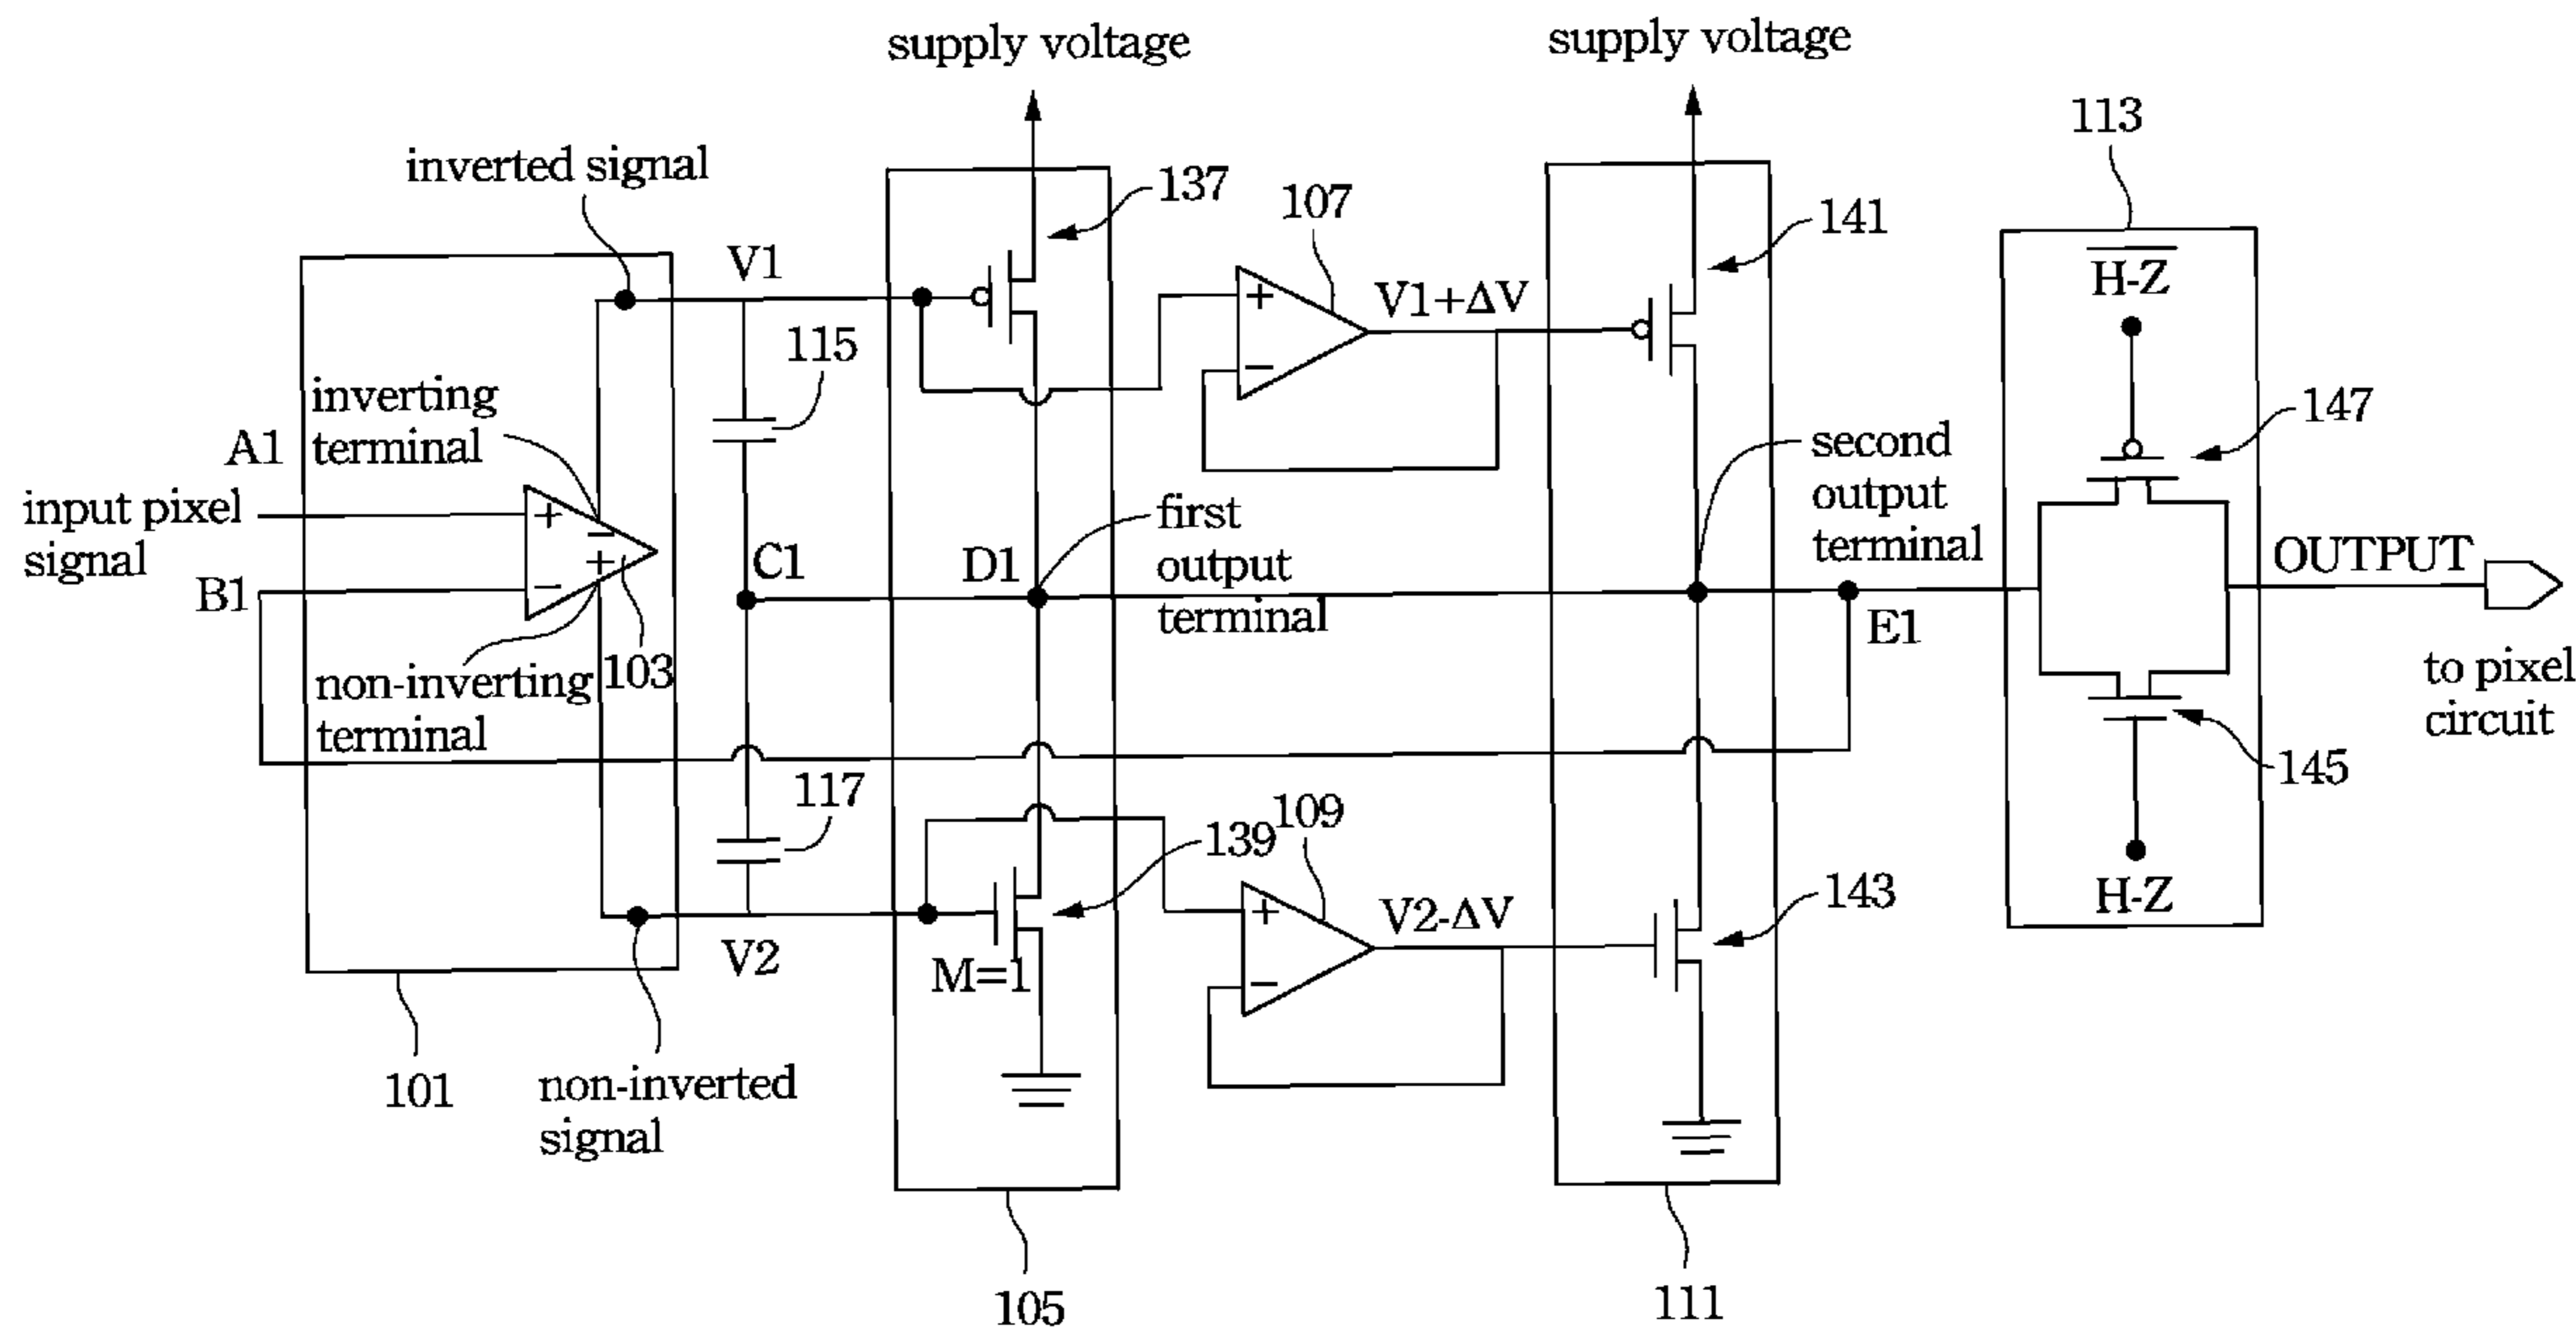 supply voltage
supply voltage
113
inverted signal
137
107
141
H-Z
V1
V1+ΔV
115
inverting
terminal
147
A1
second
output
terminal
input pixel
signal
first
output
terminal
C1
D1
OUTPUT
B1
E1
103
non-inverting
terminal
to pixel
circuit
145
117
109
139
143
V2-ΔV
H-Z
V2
M=1
101
non-inverted
signal
105
111
+
−
−
+
+
−
+
−